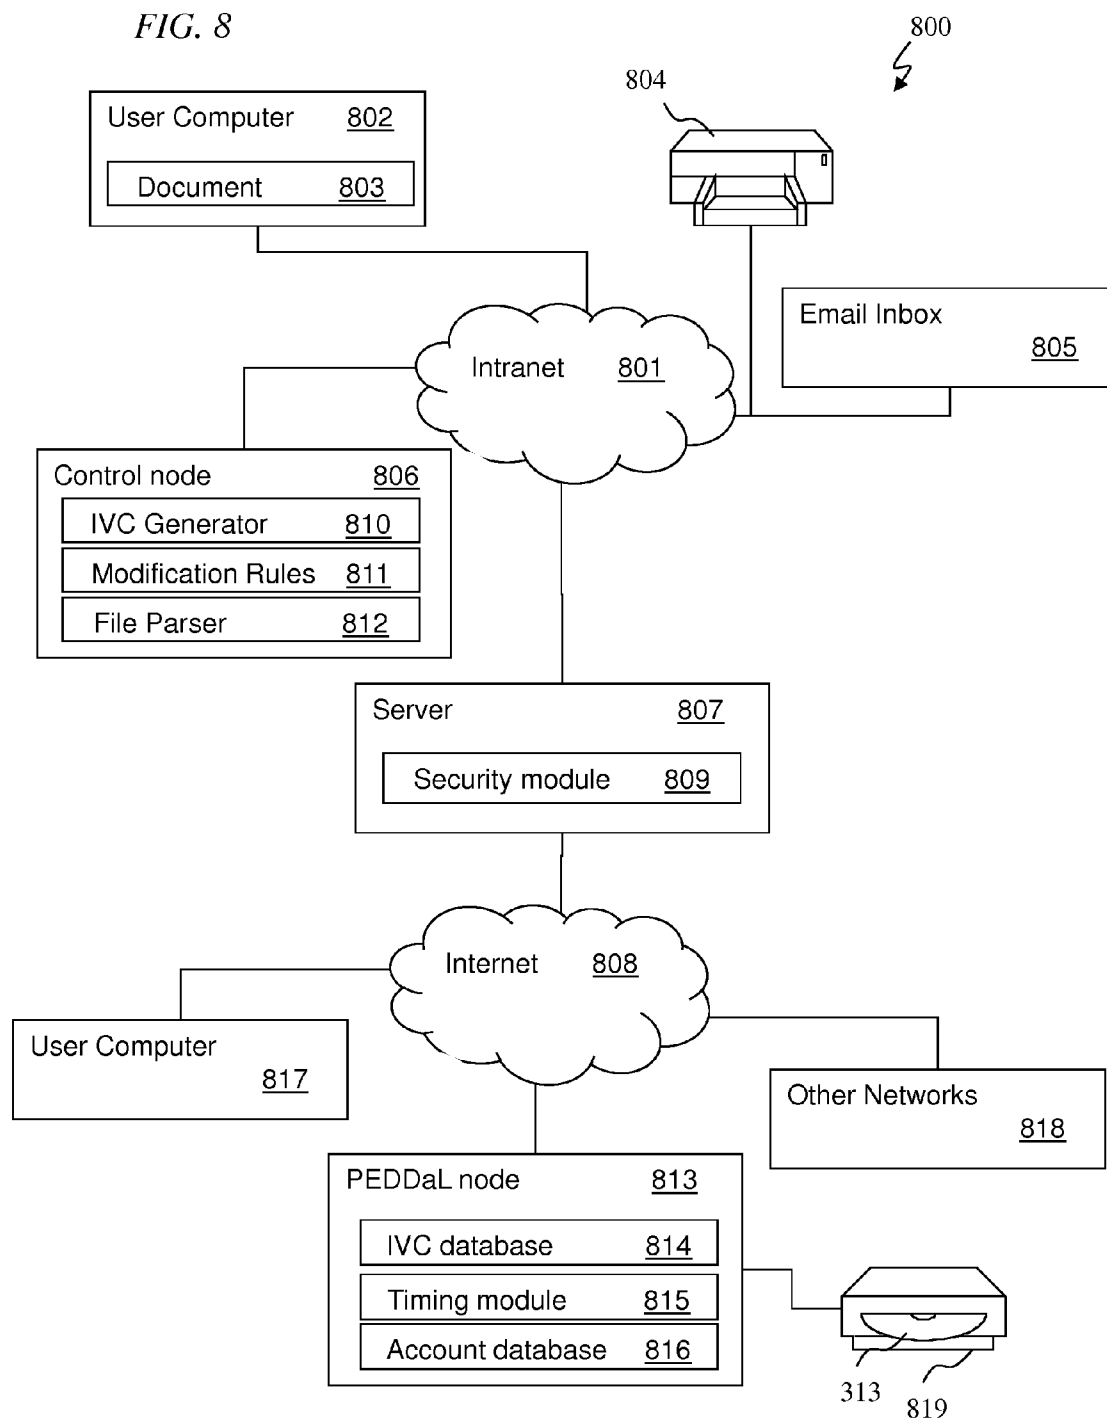 FIG. 8
800
804
User Computer 802
Document 803
Email Inbox
805
Intranet 801
Control node 806
IVC Generator 810
Modification Rules 811
File Parser 812
Server 807
Security module 809
Internet 808
User Computer
817
Other Networks
818
PEDDaL node 813
IVC database 814
Timing module 815
Account database 816
313
819